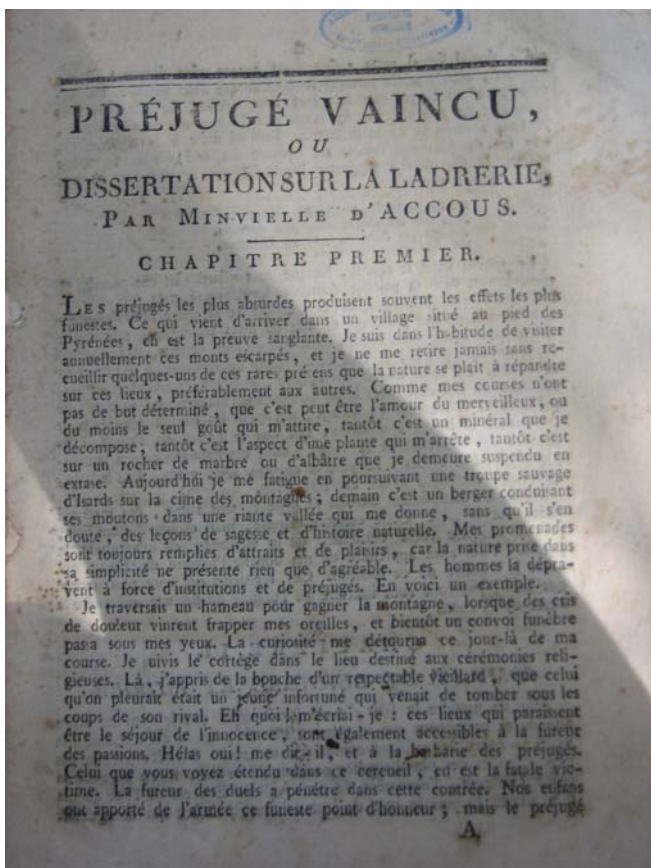 PRÉJUGÉ VAINCU,
OU
DISSERTATION SUR LA LADRERIE,
PAR MINVIELLE D'ACCOUS.
CHAPITRE PREMIER.
LES préjugés les plus absurdes produisent souvent les effets les plus
funestes. Ce qui vient d'arriver dans un village situé au pied des
Pyrénées, en est la preuve sanglante. Je suis dans l'habitude de visiter
annuellement ces monts escarpés, et je ne me retire jamais sans re-
cueillir quelques-uns de ces rares pré ens que la nature se plait à répandre
sur ces lieux, préférablement aux autres. Comme mes courses n'ont
pas de but déterminé, que c'est peut être l'amour du merveilleux, ou
du moins le seul goût qui m'attire, tantôt c'est un minéral que je
décompose; tantôt c'est l'aspect d'une plante qui m'arrête, tantôt c'est
sur un rocher de marbre ou d'albâtre que je demeure suspendu en
extase. Aujourd'hui je me fatigue en poursuivant une troupe sauvage
d'Isards sur la cime des montagnes; demain c'est un berger conduisant
ses moutons dans une riante vallée qui me donne, sans qu'il s'en
doute, des leçons de sagesse et d'histoire naturelle. Mes promenades
sont toujours remplies d'attraits et de plaisirs, car la nature prise dans
sa simplicité ne présente rien que d'agréable. Les hommes la dépra-
vent à force d'institutions et de préjugés. En voici un exemple.
Je traversais un hameau pour gagner la montagne, lorsque des cris
de douleur vinrent frapper mes oreilles, et bientôt un convoi funèbre
passa sous mes yeux. La curiosité me détourna ce jour-là de ma
course. Je uivis le cortège dans le lieu destiné aux cérémonies reli-
gieuses. Là, j'appris de la bouche d'un respectable vieillard, que celui
qu'on pleurait était un jeune infortuné qui venait de tomber sous les
coups de son rival. Eh quoi! m'écriai-je: ces lieux qui paraissent
être le séjour de l'innocence, sont également accessibles à la fureur
des passions. Hélas oui! me dit-il, et à la barbarie des préjugés.
Celui que vous voyez étendu dans ce cercueil, en est la fatale vic-
time. La fureur des duels a pénétré dans cette contrée. Nos enfans
ont apporté de l'armée ce funeste point d'honneur; mais le préjugé
A